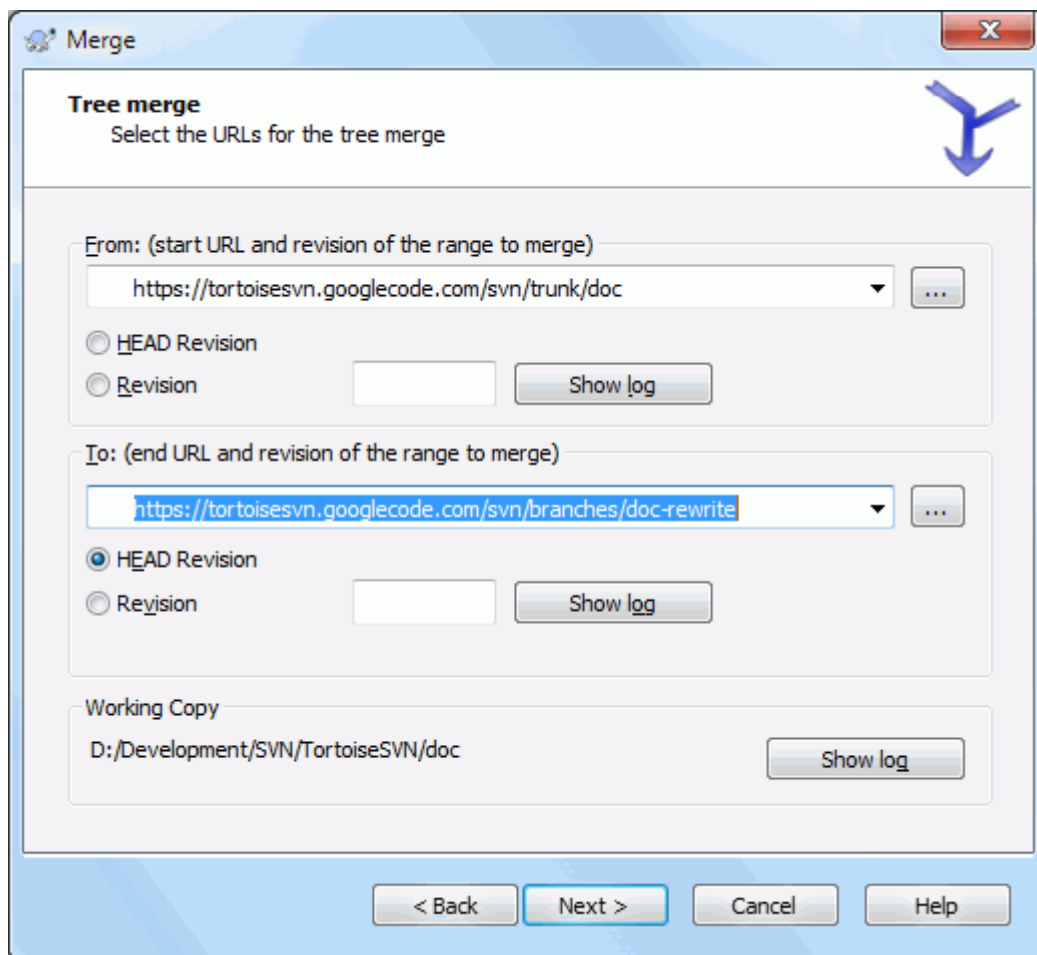 Merge
Tree merge
Select the URLs for the tree merge
From: (start URL and revision of the range to merge)
https://tortoisesvn.googlecode.com/svn/trunk/doc
...
HEAD Revision
Revision
Show log
To: (end URL and revision of the range to merge)
https://tortoisesvn.googlecode.com/svn/branches/doc-rewrite
...
HEAD Revision
Revision
Show log
Working Copy
D:/Development/SVN/TortoiseSVN/doc
Show log
< Back Next > Cancel Help